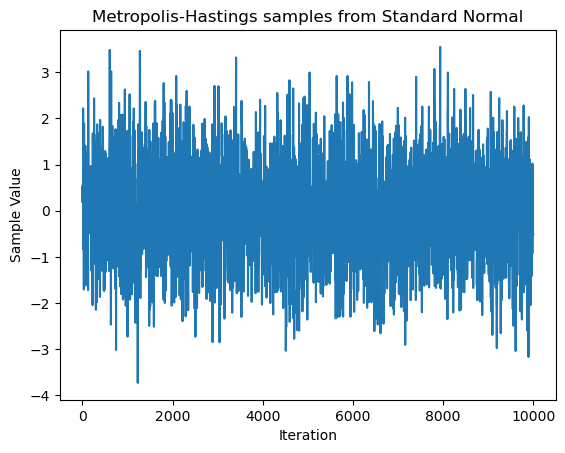 Metropolis-Hastings samples from Standard Normal
Sample Value
3
2
1
0
−1
−2
−3
−4
0 2000 4000 6000 8000 10000
Iteration